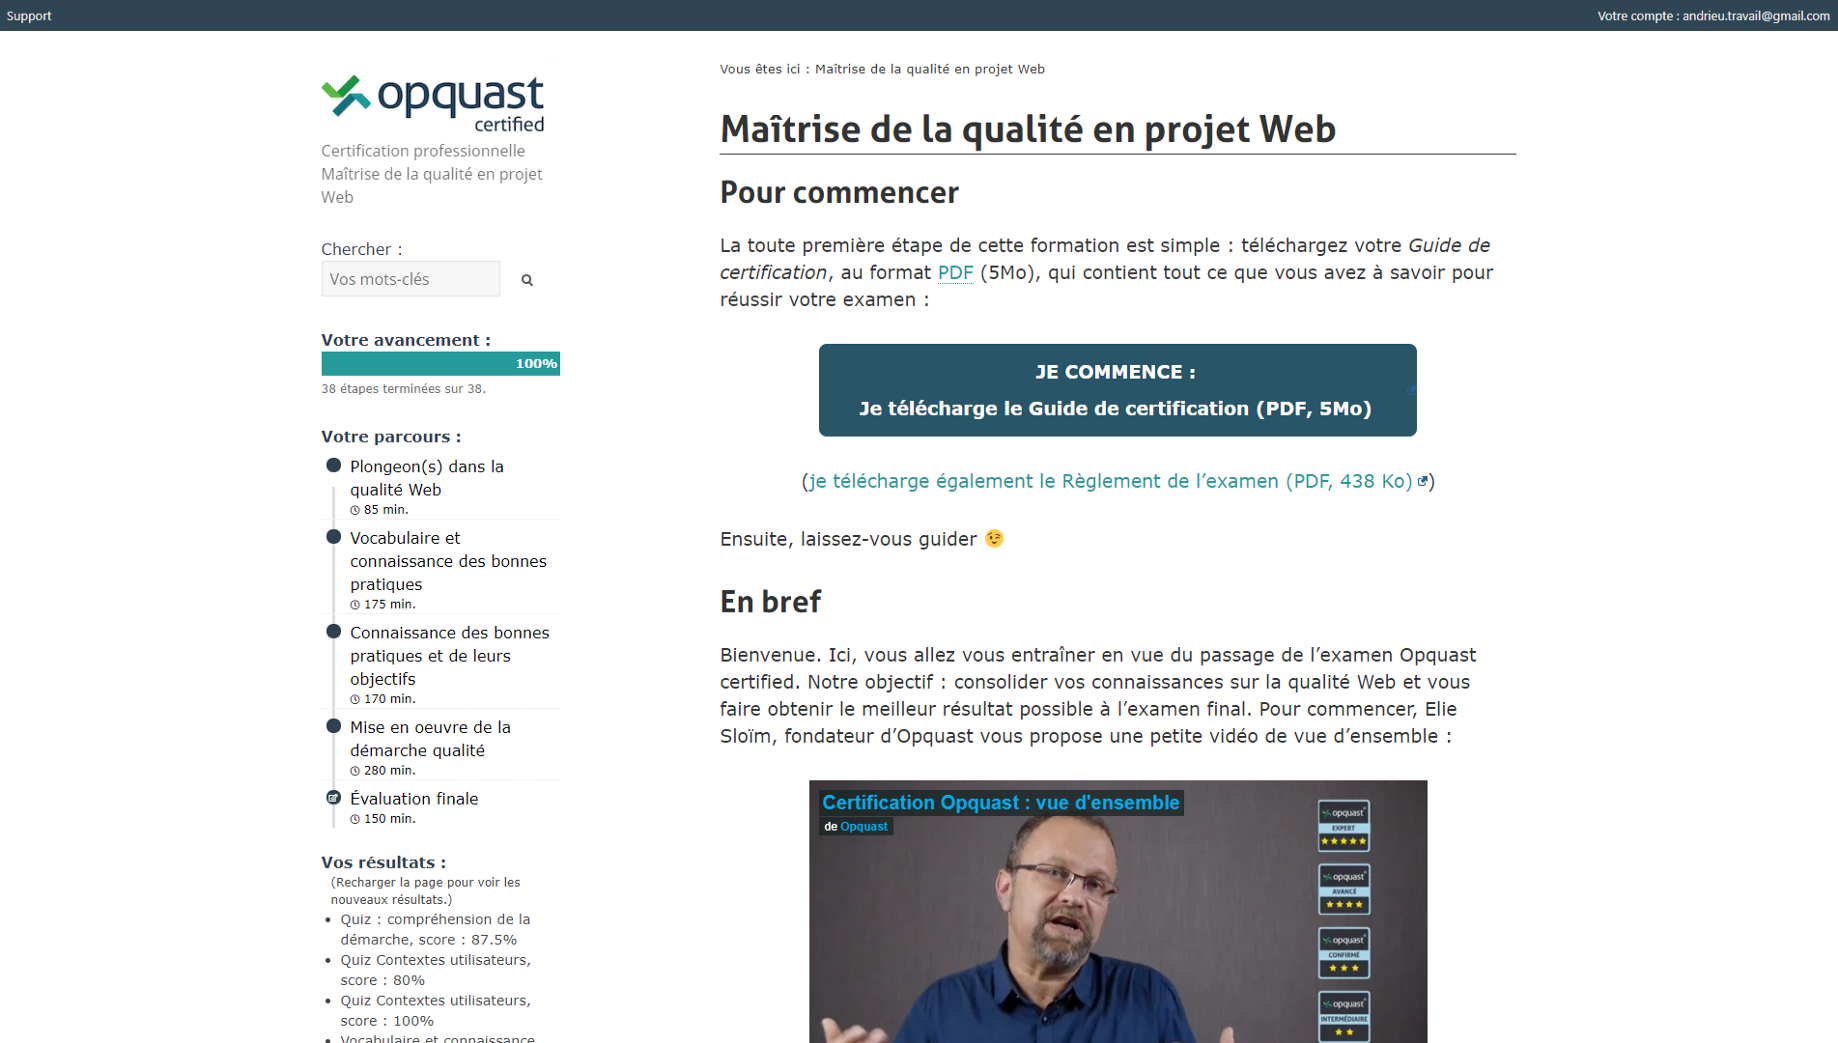 Support
Votre compte : andrieu.travail@gmail.com
opquast
certified
Certification professionnelle
Maîtrise de la qualité en projet
Web
Chercher :
Vos mots-clés
Votre avancement :
100%
38 étapes terminées sur 38.
Votre parcours :
Plongeon(s) dans la
qualité Web
85 min.
Vocabulaire et
connaissance des bonnes
pratiques
175 min.
Connaissance des bonnes
pratiques et de leurs
objectifs
170 min.
Mise en oeuvre de la
démarche qualité
280 min.
Évaluation finale
150 min.
Vos résultats :
(Recharger la page pour voir les
nouveaux résultats.)
• Quiz : compréhension de la
démarche, score : 87.5%
• Quiz Contextes utilisateurs,
score : 80%
• Quiz Contextes utilisateurs,
score : 100%
• Vocabulaire et connaissance
Vous êtes ici : Maîtrise de la qualité en projet Web
Maîtrise de la qualité en projet Web
Pour commencer
La toute première étape de cette formation est simple : téléchargez votre Guide de
certification, au format PDF (5Mo), qui contient tout ce que vous avez à savoir pour
réussir votre examen :
JE COMMENCE :
Je télécharge le Guide de certification (PDF, 5Mo)
(je télécharge également le Règlement de l’examen (PDF, 438 Ko) )
Ensuite, laissez-vous guider 😉
En bref
Bienvenue. Ici, vous allez vous entraîner en vue du passage de l’examen Opquast
certified. Notre objectif : consolider vos connaissances sur la qualité Web et vous
faire obtenir le meilleur résultat possible à l’examen final. Pour commencer, Elie
Sloïm, fondateur d’Opquast vous propose une petite vidéo de vue d’ensemble :
Certification Opquast : vue d'ensemble
de Opquast
opquast
EXPERT
opquast
AVANCÉ
opquast
CONFIRMÉ
opquast
INTERMÉDIAIRE